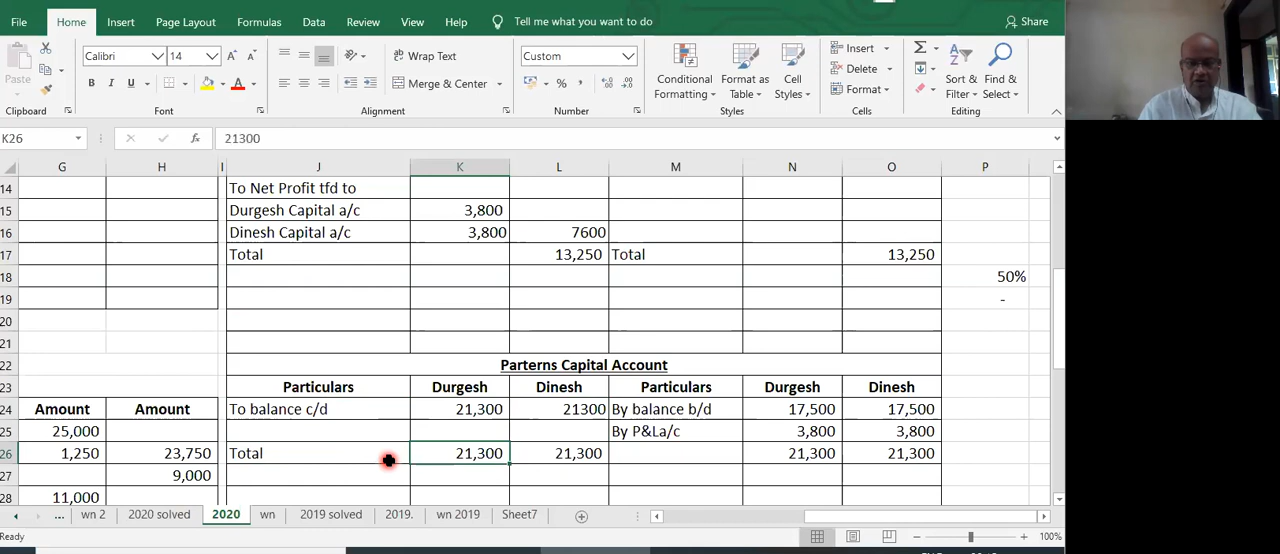 File Home Insert Page Layout Formulas Data Review View Help Tell me what you want to do Share
Calibri 14 A A Wrap Text Custom Insert
Paste B I U A Merge & Center % , Conditional Formatting Format as Table Cell Styles Delete Format Sort & Filter Find & Select
Clipboard Font Alignment Number Styles Cells Editing
K26 fx 21300
G H I J K L M N O P
14 To Net Profit tfd to
15 Durgesh Capital a/c 3,800
16 Dinesh Capital a/c 3,800 7600
17 Total 13,250 Total 13,250
18 50%
19 -
20
21
22 Parterns Capital Account
23 Particulars Durgesh Dinesh Particulars Durgesh Dinesh
24 Amount Amount To balance c/d 21,300 21300 By balance b/d 17,500 17,500
25 25,000 By P&La/c 3,800 3,800
26 1,250 23,750 Total 21,300 21,300 21,300 21,300
27 9,000
28 11,000
... wn 2 2020 solved 2020 wn 2019 solved 2019. wn 2019 Sheet7
Ready 100%